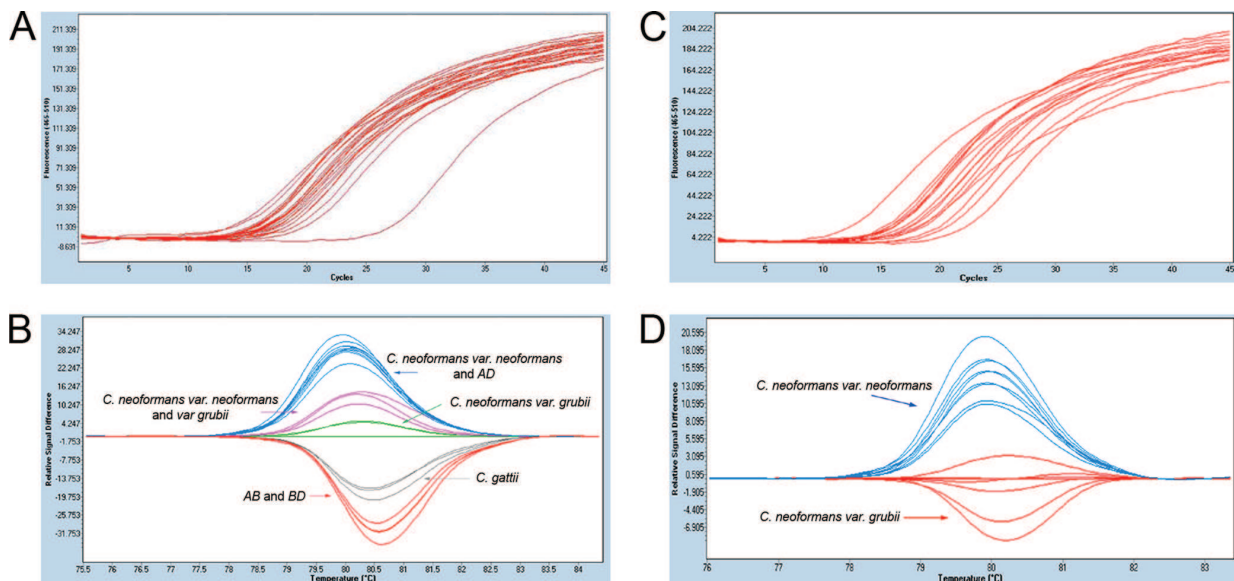 A
Fluorescence (465-510)
211.309
191.309
171.309
151.309
131.309
111.309
91.309
71.309
51.309
31.309
11.309
-8.691
5 10 15 20 25 30 35 40 45
Cycles
C
Fluorescence (465-510)
204.222
184.222
164.222
144.222
124.222
104.222
84.222
64.222
44.222
24.222
4.222
5 10 15 20 25 30 35 40 45
Cycles
B
Relative Signal Difference
34.247
28.247
22.247
16.247
10.247
4.247
-1.753
-7.753
-13.753
-19.753
-25.753
-31.753
C. neoformans var. neoformans
and AD
C. neoformans var. neoformans
and var grubii
C. neoformans var. grubii
C. gattii
AB and BD
75.5 76 76.5 77 77.5 78 78.5 79 79.5 80 80.5 81 81.5 82 82.5 83 83.5 84
Temperature (°C)
D
Relative Signal Difference
20.595
18.095
15.595
13.095
10.595
8.095
5.595
3.095
0.595
-1.905
-4.405
-6.905
C. neoformans var. neoformans
C. neoformans var. grubii
76 77 78 79 80 81 82 83
Temperature (°C)